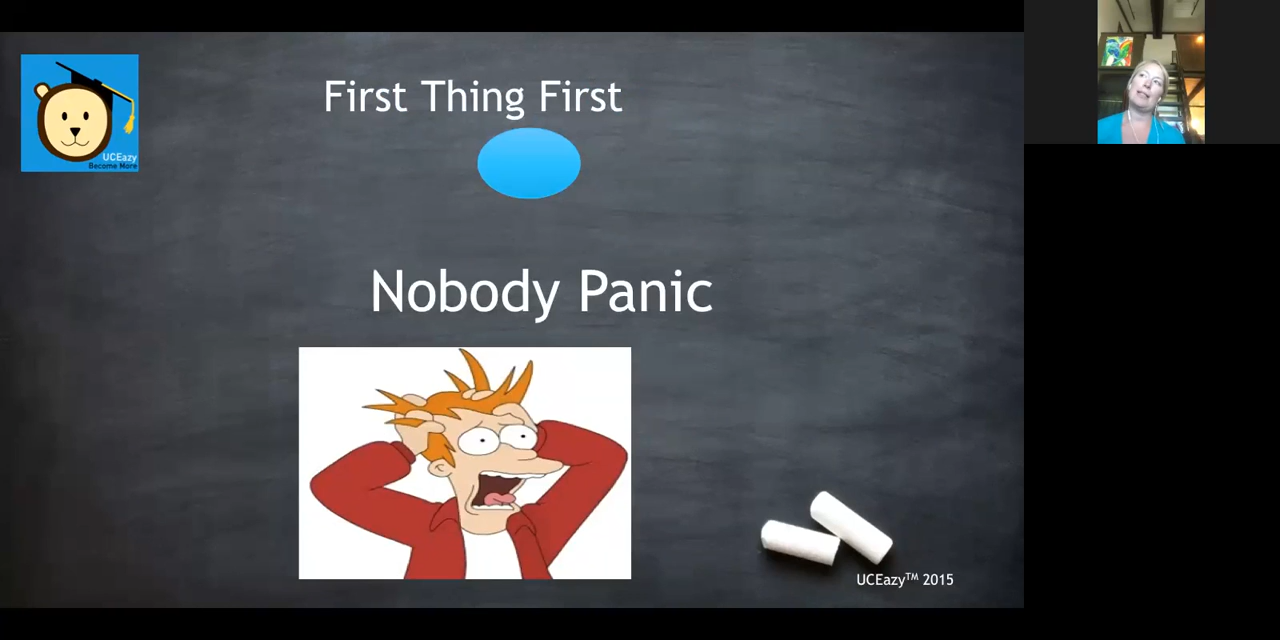 First Thing First
UCEazy
Become More
Nobody Panic
UCEazy™ 2015